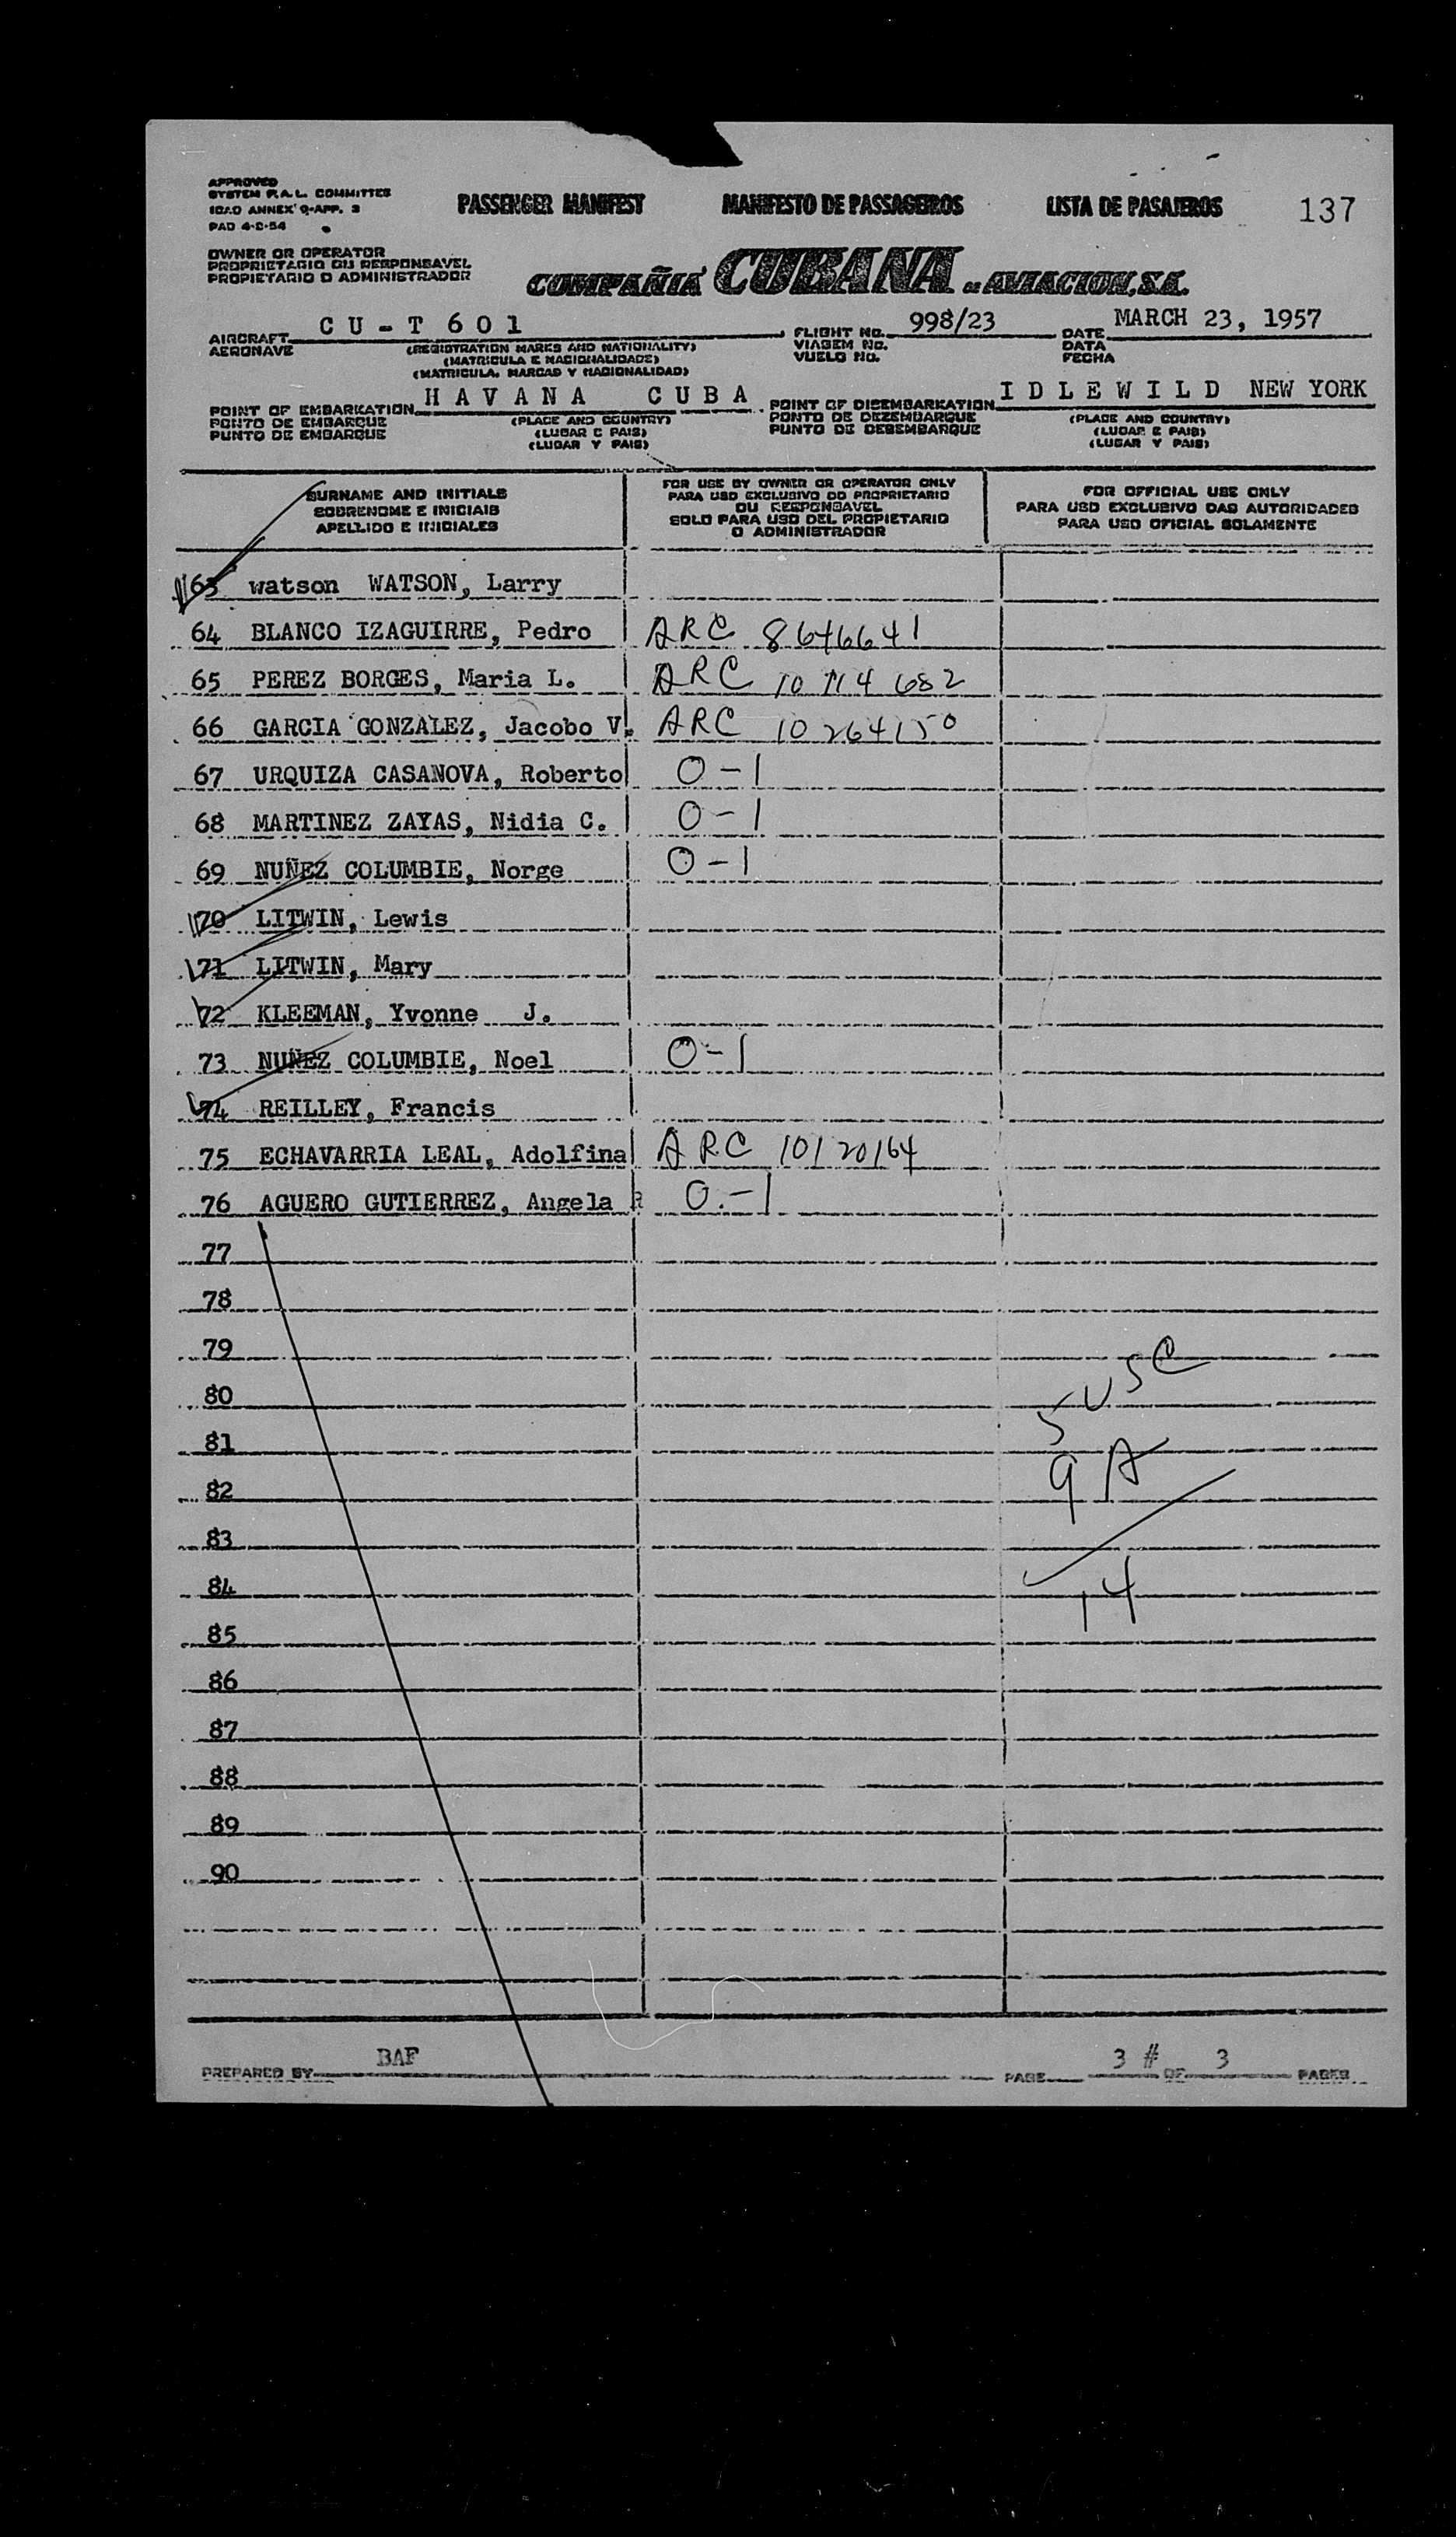 APPROVED
SYSTEM F.A.L. COMMITTEE
ICAO ANNEX 9-APP. 3
PAD 4-C-54
PASSENGER MANIFEST MANIFESTO DE PASSAGEIROS LISTA DE PASAJEROS 137
OWNER OR OPERATOR
PROPRIETARIO OU RESPONSAVEL
PROPIETARIO O ADMINISTRADOR
COMPAÑIA CUBANA DE AVIACION, S.A.
AIRCRAFT CU-T 601 FLIGHT No. 998/23 DATE MARCH 23, 1957
AERONAVE (REGISTRATION MARKS AND NATIONALITY) VIAGEM No. DATA
(MATRICULA E NACIONALIDADE) VUELO No. FECHA
(MATRICULA, MARCAS Y NACIONALIDAD)
POINT OF EMBARKATION HAVANA CUBA POINT OF DISEMBARKATION IDLEWILD NEW YORK
PONTO DE EMBARQUE (PLACE AND COUNTRY) PONTO DE DEZEMBARQUE (PLACE AND COUNTRY)
PUNTO DE EMBARQUE (LUGAR E PAIS) PUNTO DE DESEMBARQUE (LUGAR E PAIS)
(LUGAR Y PAIS) (LUGAR Y PAIS)
SURNAME AND INITIALS
SOBRENOME E INICIAIS
APELLIDO E INICIALES
FOR USE BY OWNER OR OPERATOR ONLY
PARA USO EXCLUSIVO DO PROPRIETARIO
OU RESPONSAVEL
SOLO PARA USO DEL PROPIETARIO
O ADMINISTRADOR
FOR OFFICIAL USE ONLY
PARA USO EXCLUSIVO DAS AUTORIDADES
PARA USO OFICIAL SOLAMENTE
63 watson WATSON, Larry
64 BLANCO IZAGUIRRE, Pedro ARC 8646641
65 PEREZ BORGES, Maria L. ARC 10 114 682
66 GARCIA GONZALEZ, Jacobo V. ARC 10264150
67 URQUIZA CASANOVA, Roberto 0-1
68 MARTINEZ ZAYAS, Nidia C. 0-1
69 NUÑEZ COLUMBIE, Norge 0-1
70 LITWIN, Lewis
71 LITWIN, Mary
72 KLEEMAN, Yvonne J.
73 NUÑEZ COLUMBIE, Noel 0-1
74 REILLEY, Francis
75 ECHAVARRIA LEAL, Adolfina ARC 10120164
76 AGUERO GUTIERREZ, Angela 0-1
77
78
79
80 5 USC
81
82 9 A
83
84 14
85
86
87
88
89
90
PREPARED BY BAF PAGE 3 # OF 3 PAGES